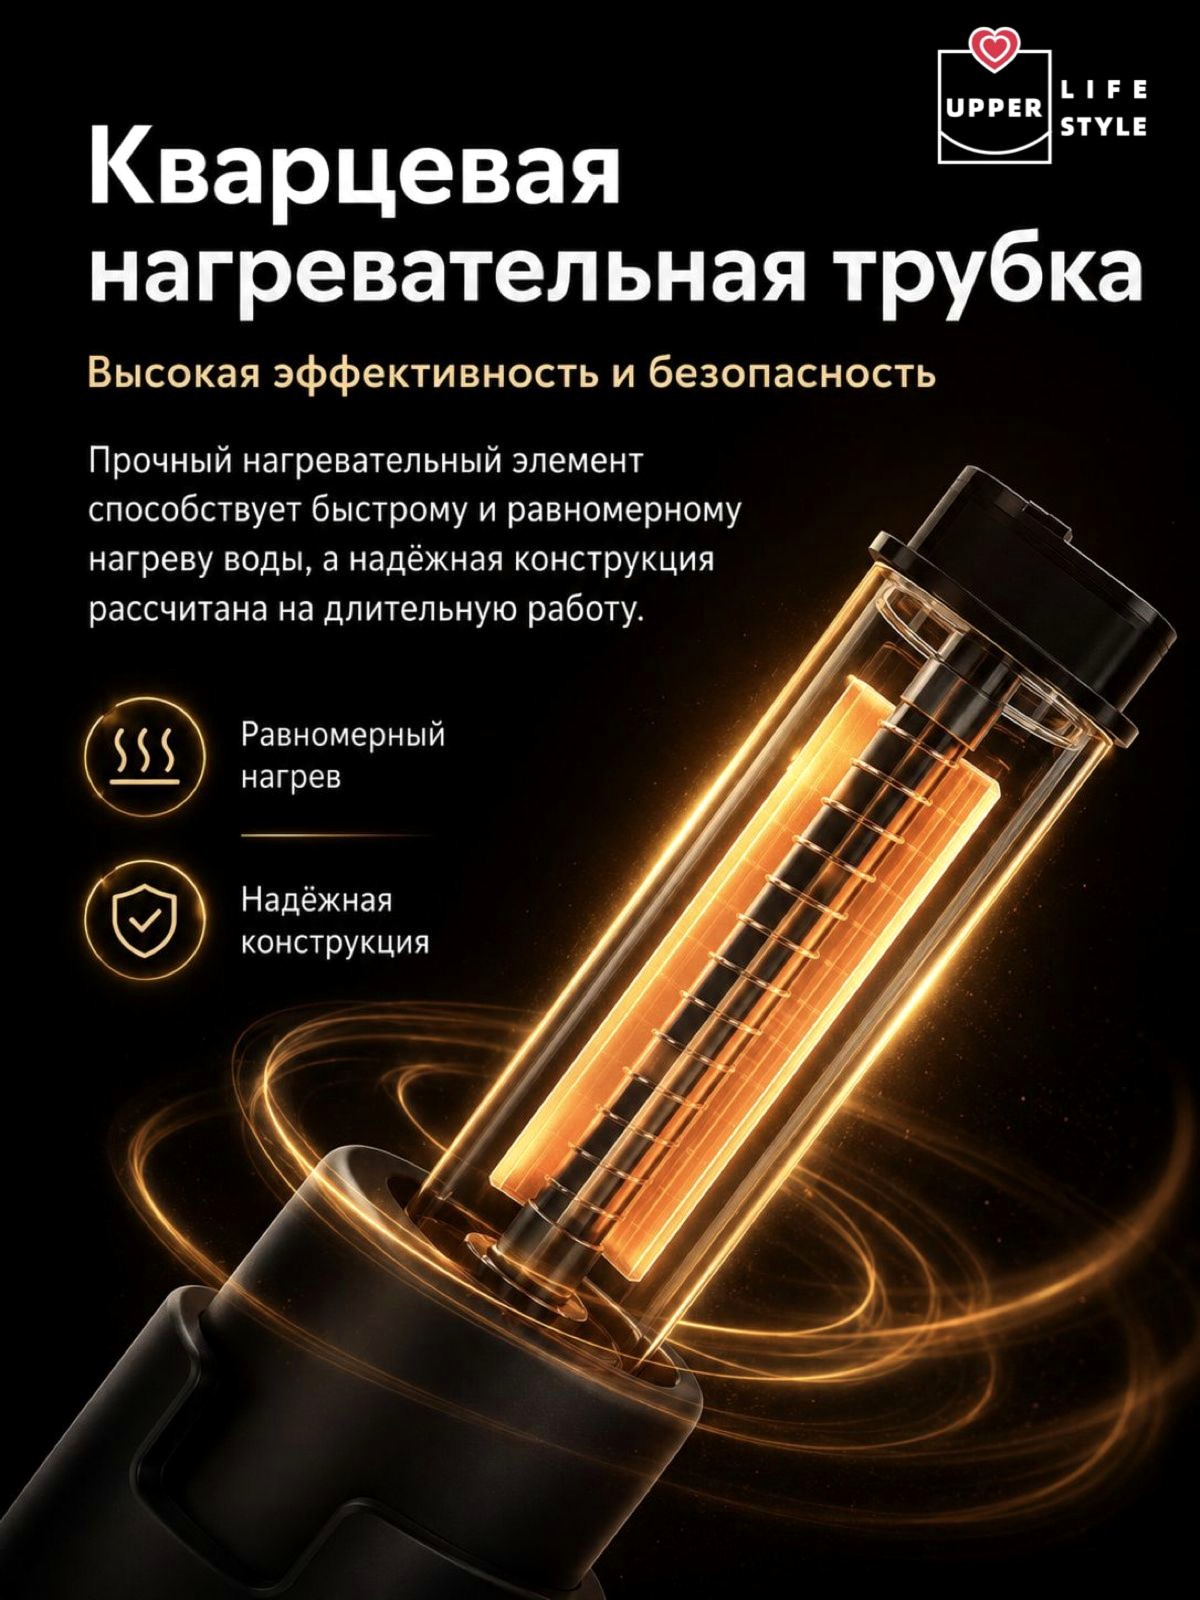 UPPER
LIFE
STYLE
Кварцевая
нагревательная трубка
Высокая эффективность и безопасность
Прочный нагревательный элемент
способствует быстрому и равномерному
нагреву воды, а надёжная конструкция
рассчитана на длительную работу.
Равномерный
нагрев
Надёжная
конструкция